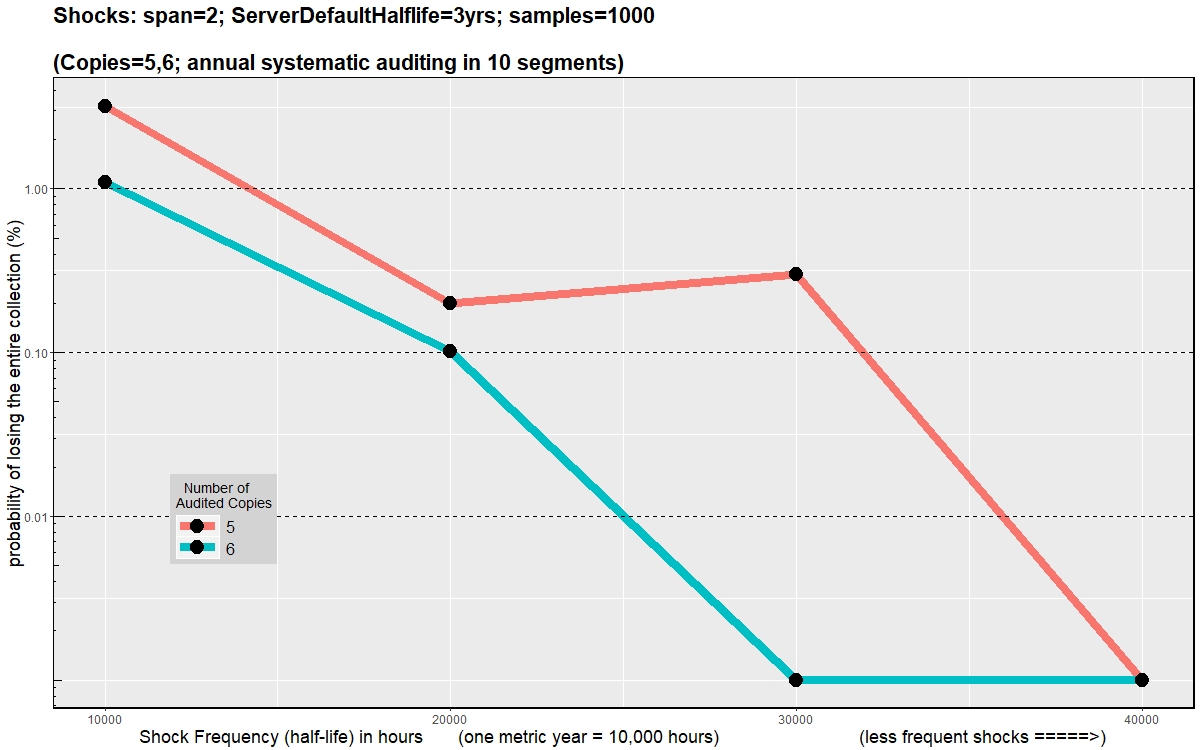 Shocks: span=2; ServerDefaultHalflife=3yrs; samples=1000
(Copies=5,6; annual systematic auditing in 10 segments)
probability of losing the entire collection (%)
1.00
0.10
0.01
Number of
Audited Copies
5
6
10000 20000 30000 40000
Shock Frequency (half-life) in hours (one metric year = 10,000 hours) (less frequent shocks =====>)